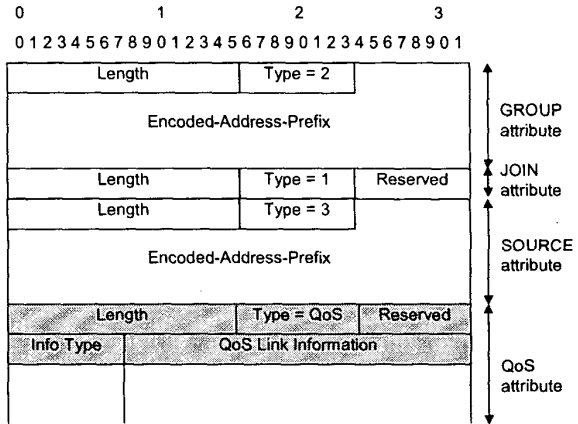 0 1 2 3
0 1 2 3 4 5 6 7 8 9 0 1 2 3 4 5 6 7 8 9 0 1 2 3 4 5 6 7 8 9 0 1
Length Type = 2
Encoded-Address-Prefix
GROUP
attribute
Length Type = 1 Reserved
JOIN
attribute
Length Type = 3
Encoded-Address-Prefix
SOURCE
attribute
Length Type = QoS Reserved
Info Type QoS Link Information
QoS
attribute